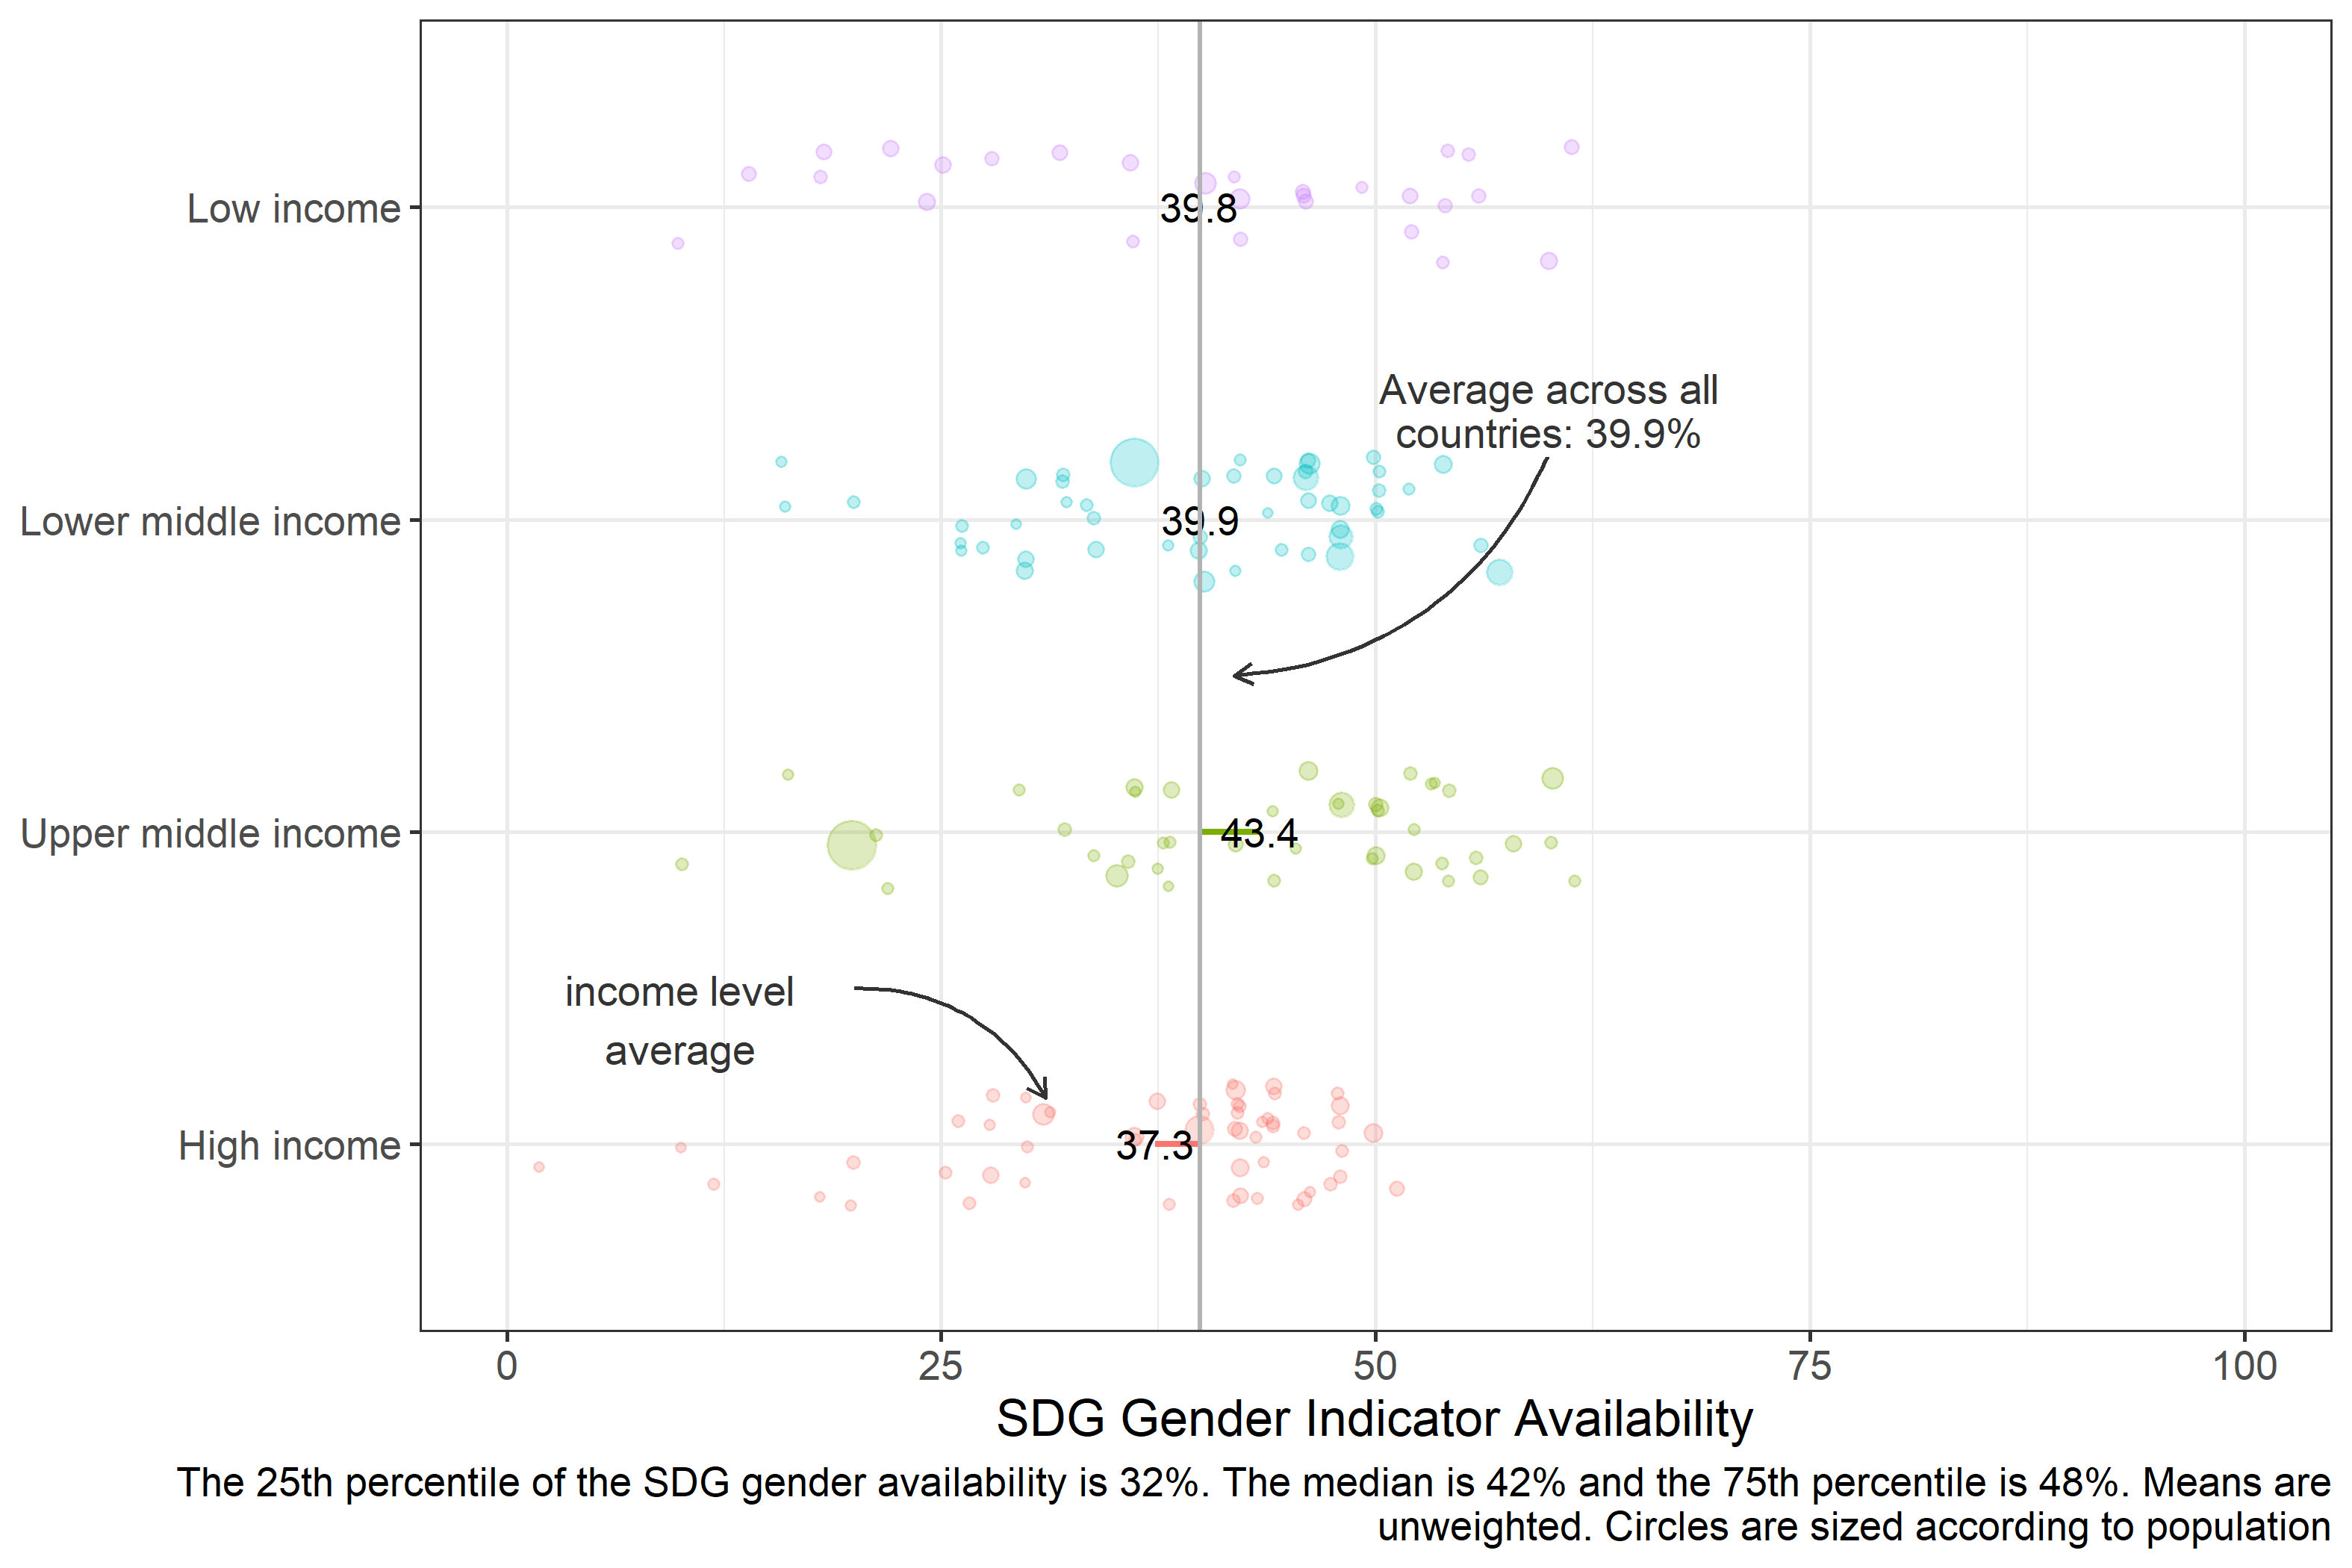 Low income
39.8
Average across all
countries: 39.9%
Lower middle income
39.9
Upper middle income
43.4
income level
average
High income
37.3
0
25
50
75
100
SDG Gender Indicator Availability
The 25th percentile of the SDG gender availability is 32%. The median is 42% and the 75th percentile is 48%. Means are
unweighted. Circles are sized according to population